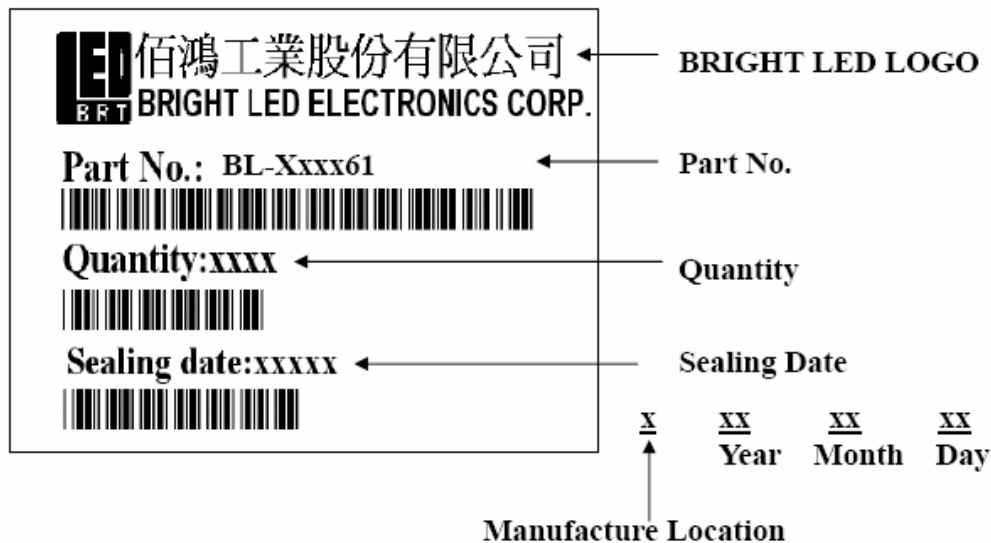 LED 佰鴻工業股份有限公司 BRIGHT LED LOGO
BRT BRIGHT LED ELECTRONICS CORP.
Part No.: BL-Xxxx61 Part No.
Quantity:xxxx Quantity
Sealing date:xxxxx Sealing Date
x xx xx xx
Year Month Day
Manufacture Location